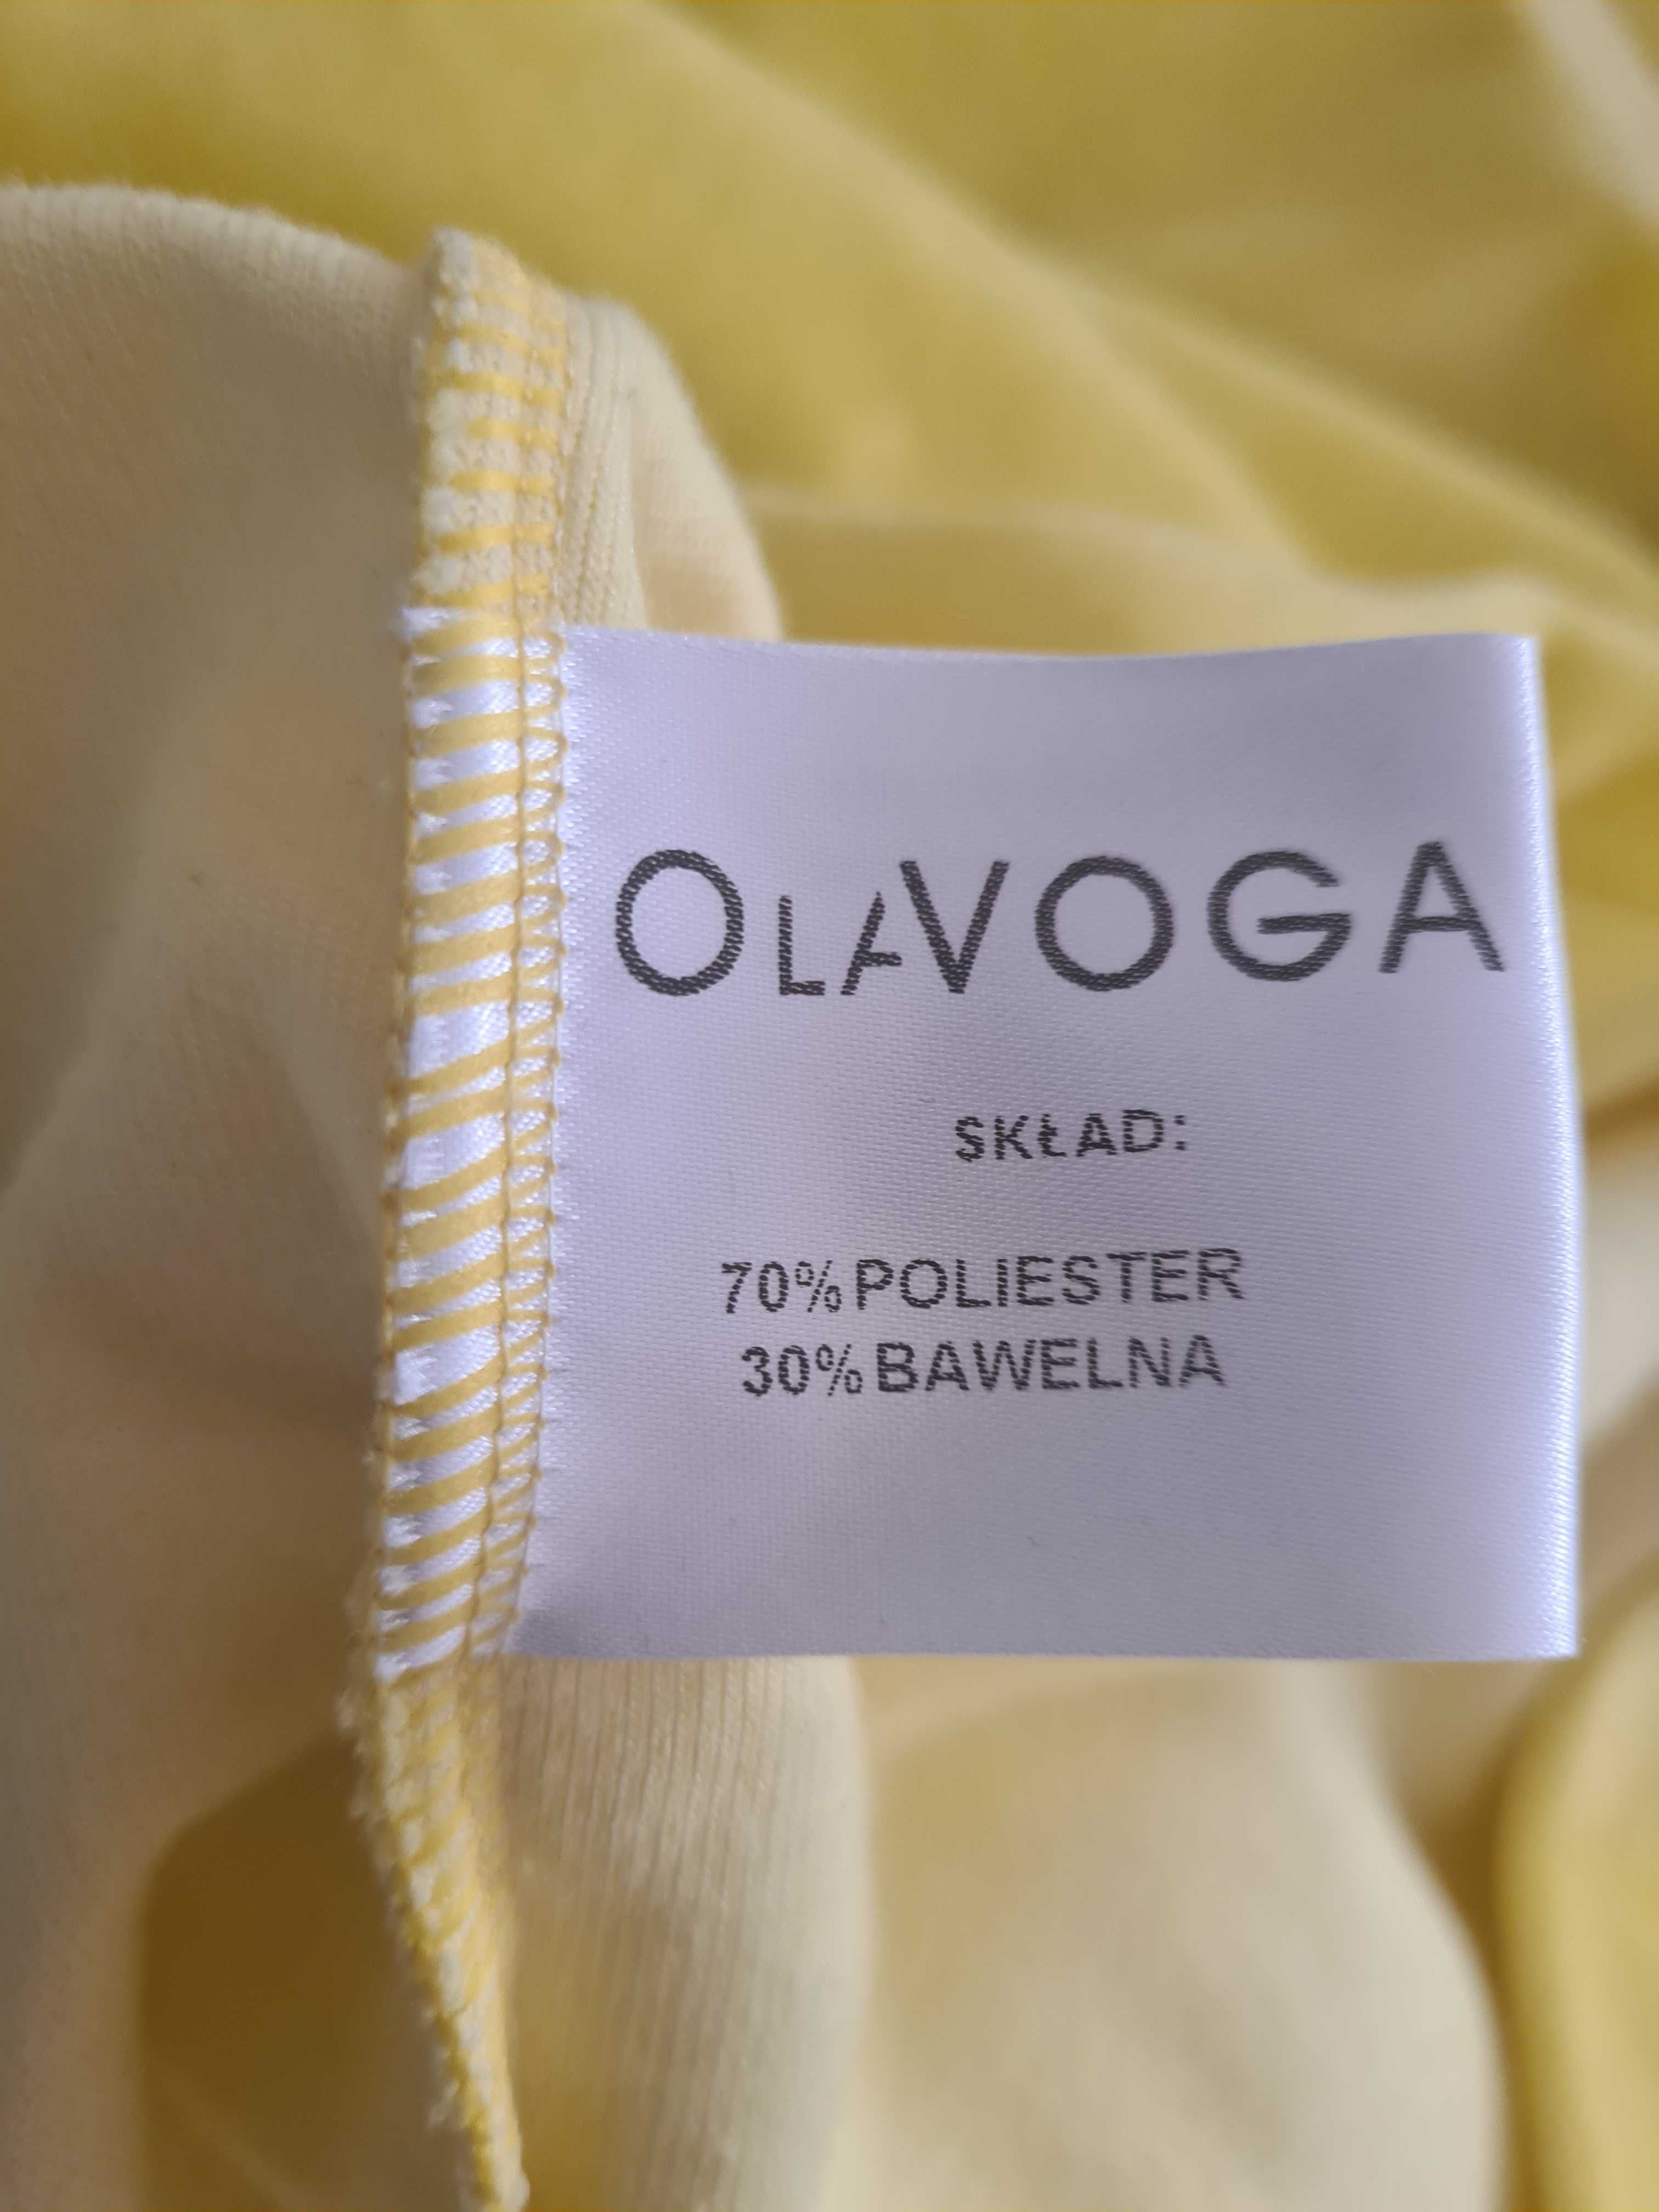 OLAVOGA
SKŁAD:
70% POLIESTER
30% BAWELNA